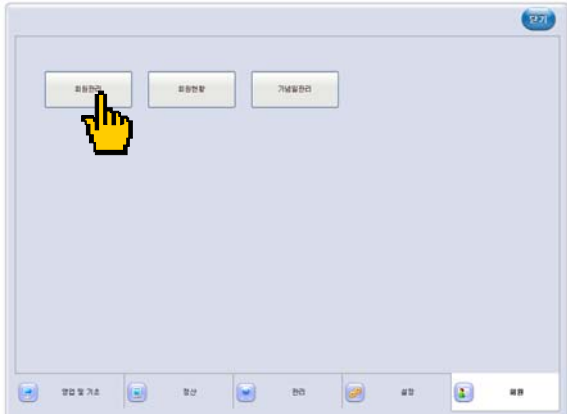 닫기
회원관리
회원현황
기념일관리
영업 및 기초
정산
관리
설정
회원